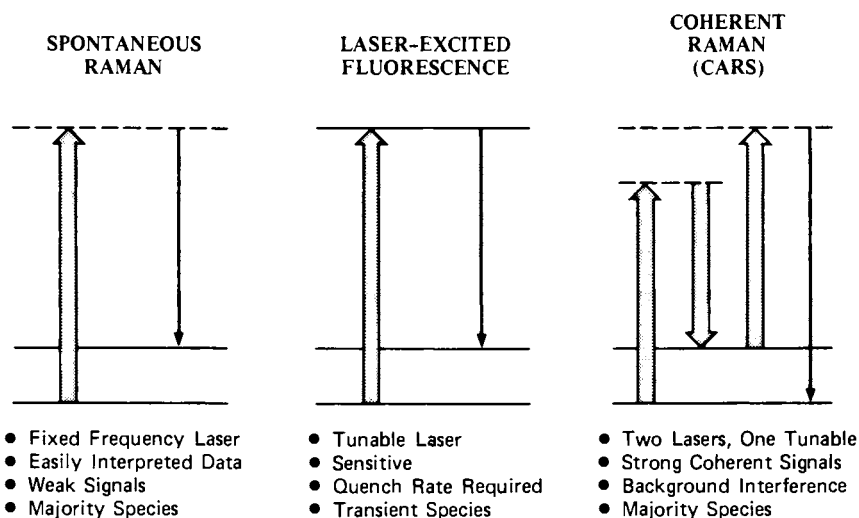 SPONTANEOUS
RAMAN
LASER-EXCITED
FLUORESCENCE
COHERENT
RAMAN
(CARS)
• Fixed Frequency Laser
• Easily Interpreted Data
• Weak Signals
• Majority Species
• Tunable Laser
• Sensitive
• Quench Rate Required
• Transient Species
• Two Lasers, One Tunable
• Strong Coherent Signals
• Background Interference
• Majority Species